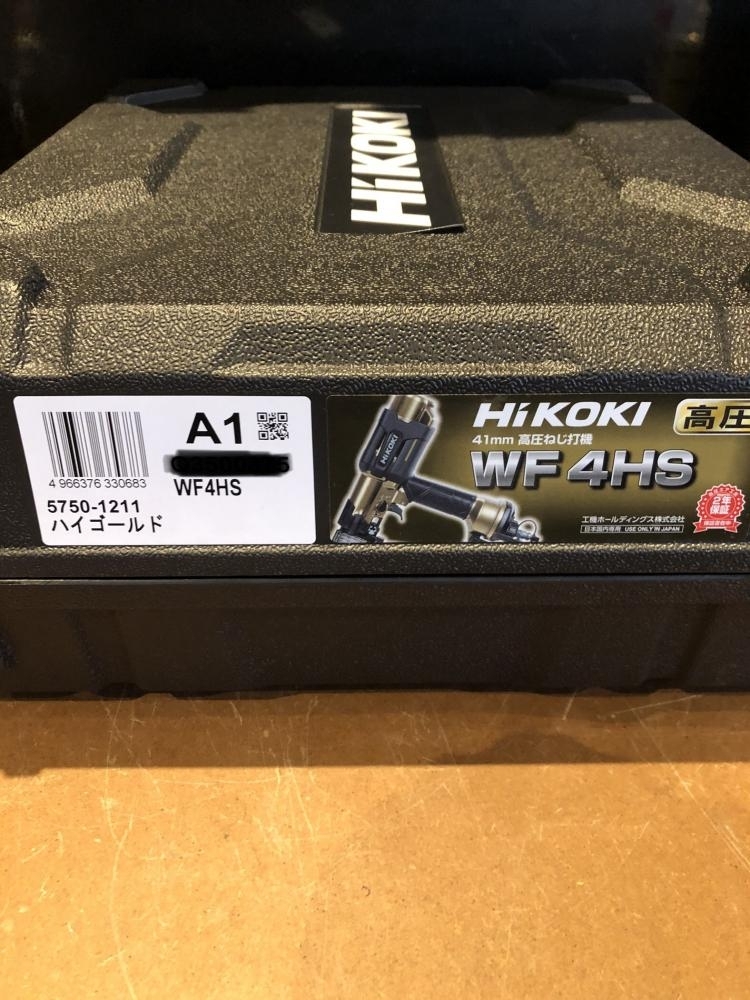 HiKOKI
A1
4 966376 330683
WF4HS
5750-1211
ハイゴールド
HiKOKI
HiKOKI
高圧
41mm 高圧ねじ打機
WF 4HS
2年
保証
工機ホールディングス株式会社
日本国内専用 USE ONLY IN JAPAN